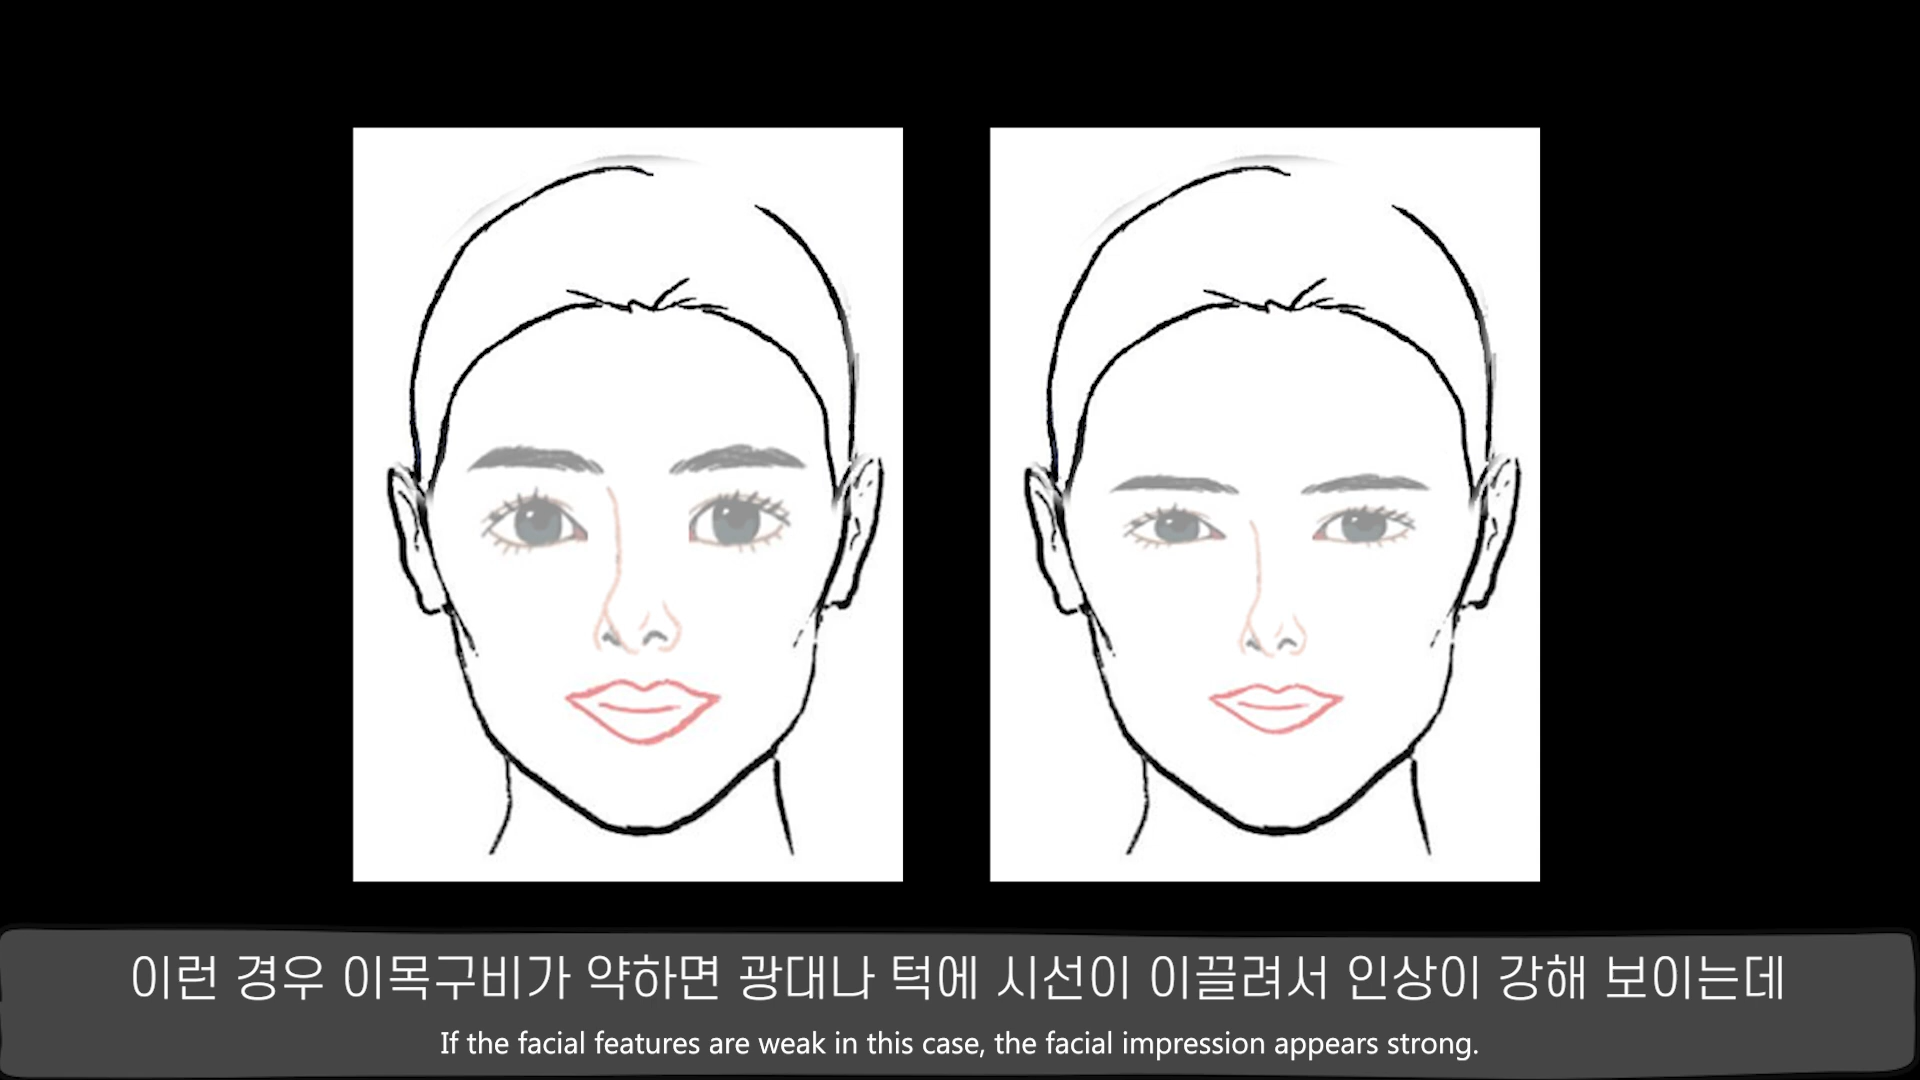 이런 경우 이목구비가 약하면 광대나 턱에 시선이 이끌려서 인상이 강해 보이는데
If the facial features are weak in this case, the facial impression appears strong.